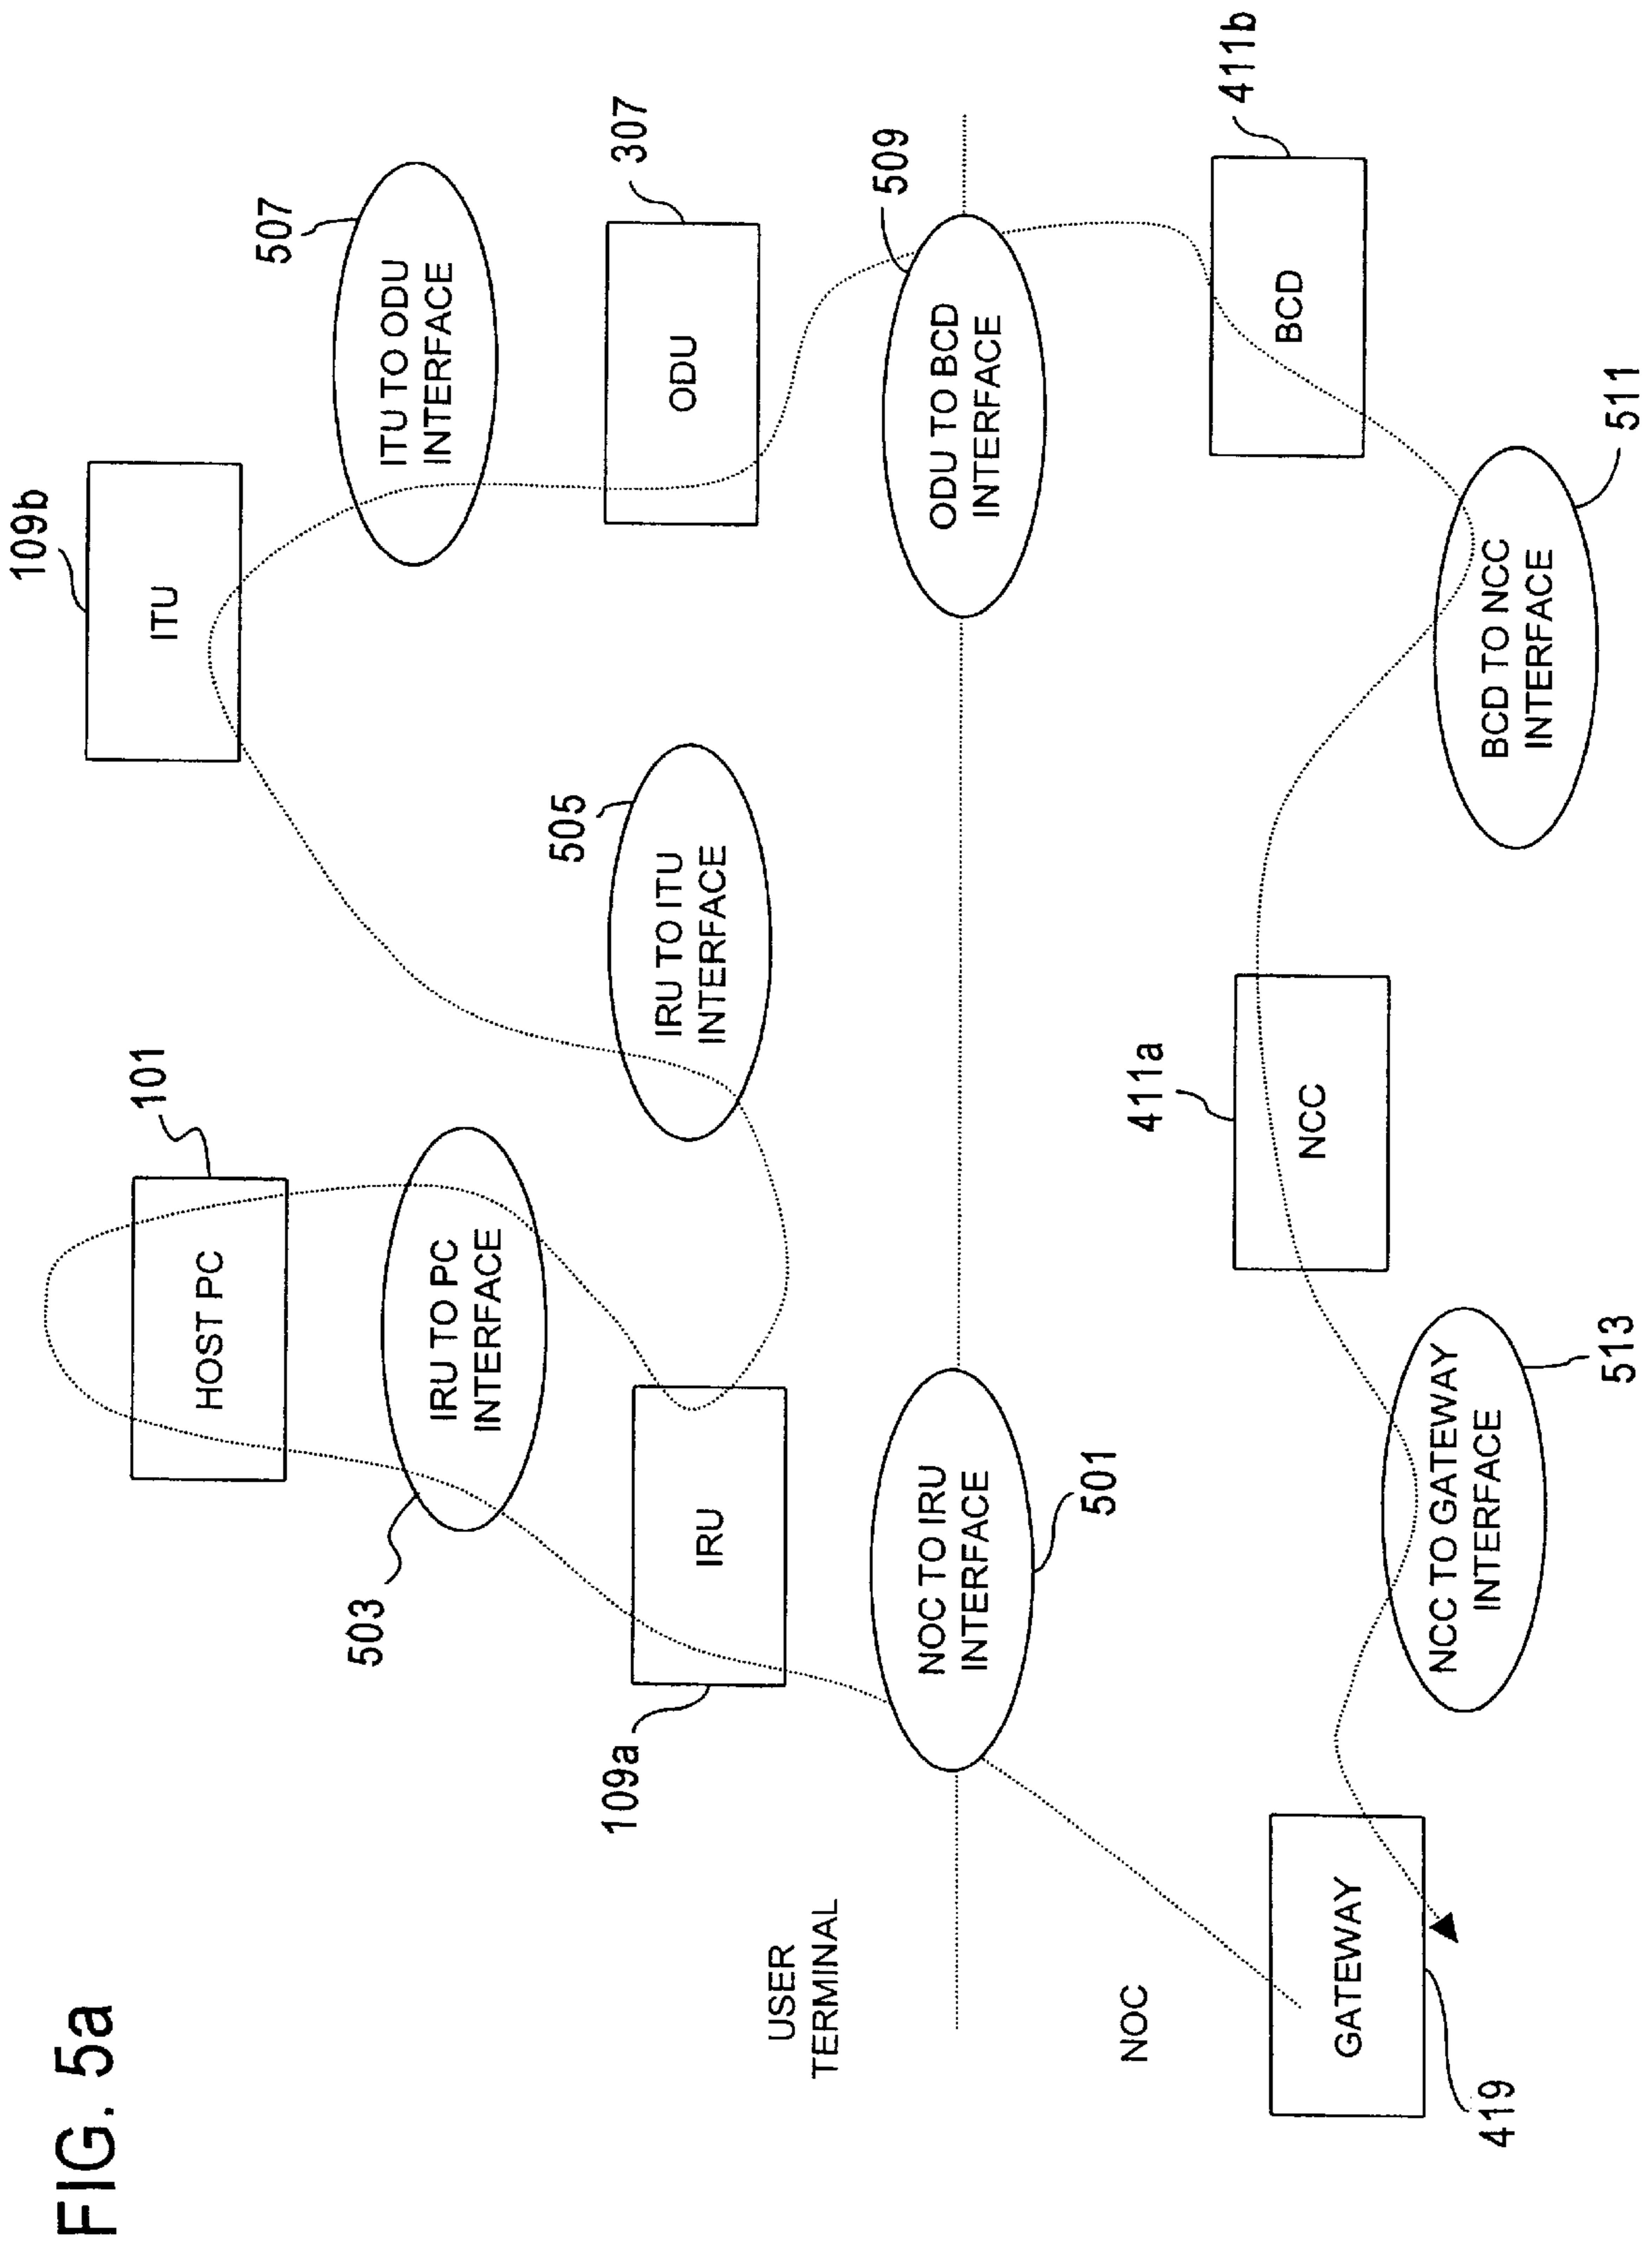 FIG. 5a
109b
ITU
507
ITU TO ODU
INTERFACE
307
ODU
101
HOST PC
503
IRU TO PC
INTERFACE
505
IRU TO ITU
INTERFACE
109a
IRU
USER
TERMINAL
NOC
NOC TO IRU
INTERFACE
501
509
ODU TO BCD
INTERFACE
411b
BCD
411a
NCC
511
BCD TO NCC
INTERFACE
513
NCC TO GATEWAY
INTERFACE
GATEWAY
419